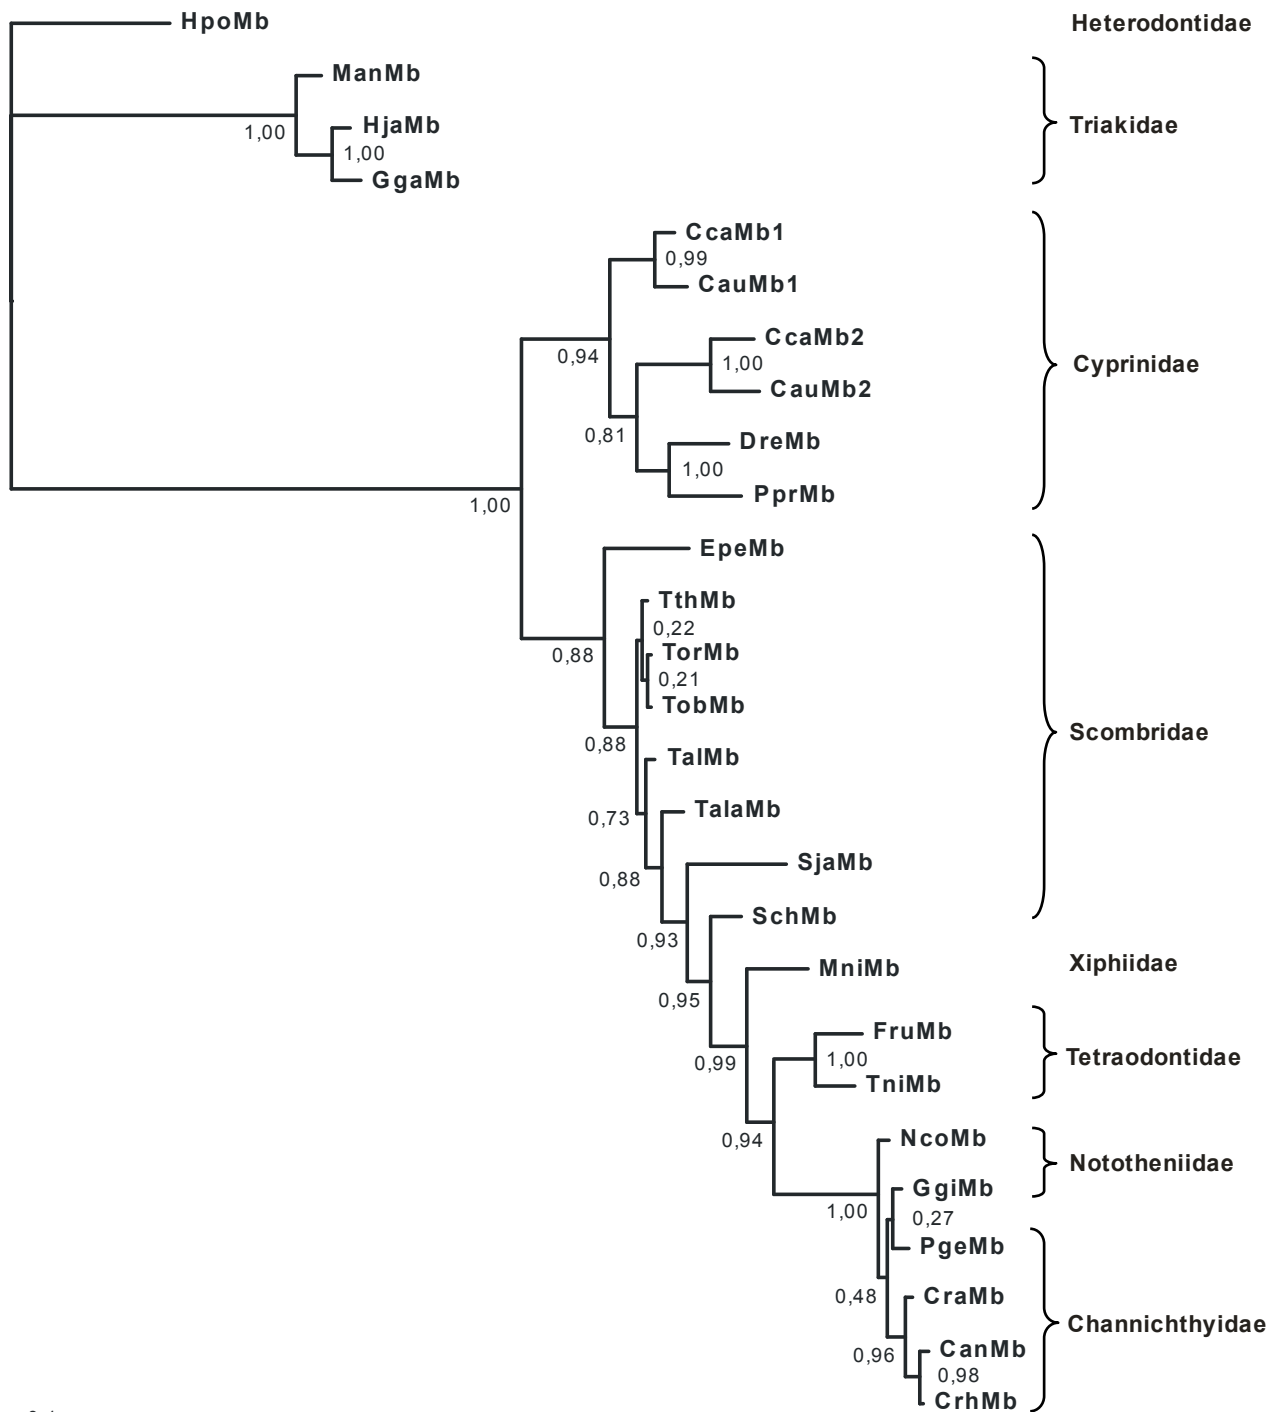 HpoMb Heterodontidae
ManMb
HjaMb Triakidae
1,00
1,00
GgaMb
CcaMb1
0,99
CauMb1
CcaMb2
0,94
1,00 Cyprinidae
CauMb2
0,81
DreMb
1,00
PprMb
1,00
EpeMb
TthMb
0,22
TorMb
0,88
0,21
TobMb
Scombridae
0,88
TalMb
TalaMb
0,73
SjaMb
0,88
SchMb
0,93
MniMb Xiphiidae
0,95
FruMb
1,00 Tetraodontidae
0,99
TniMb
NcoMb
0,94
Nototheniidae
GgiMb
1,00
0,27
PgeMb
CraMb
0,48
Channichthyidae
CanMb
0,96
0,98
CrhMb